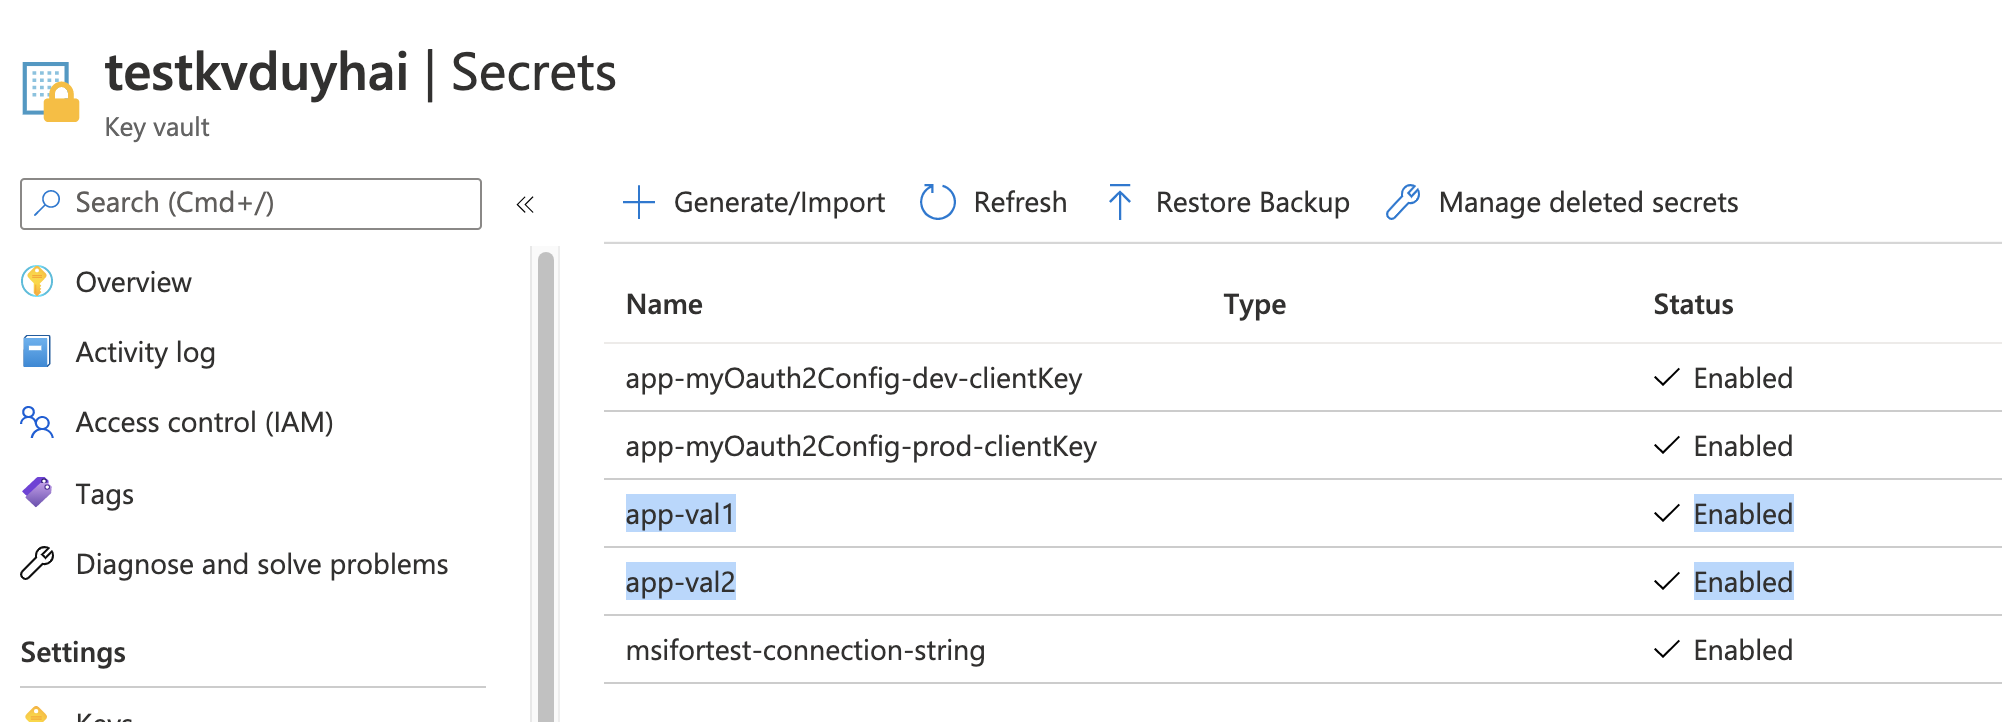 testkvduyhai | Secrets
Key vault
Search (Cmd+/)
«
Generate/Import Refresh Restore Backup Manage deleted secrets
Overview
Activity log
Access control (IAM)
Tags
Diagnose and solve problems
Settings
Keys
Name Type Status
app-myOauth2Config-dev-clientKey Enabled
app-myOauth2Config-prod-clientKey Enabled
app-val1 Enabled
app-val2 Enabled
msifortest-connection-string Enabled